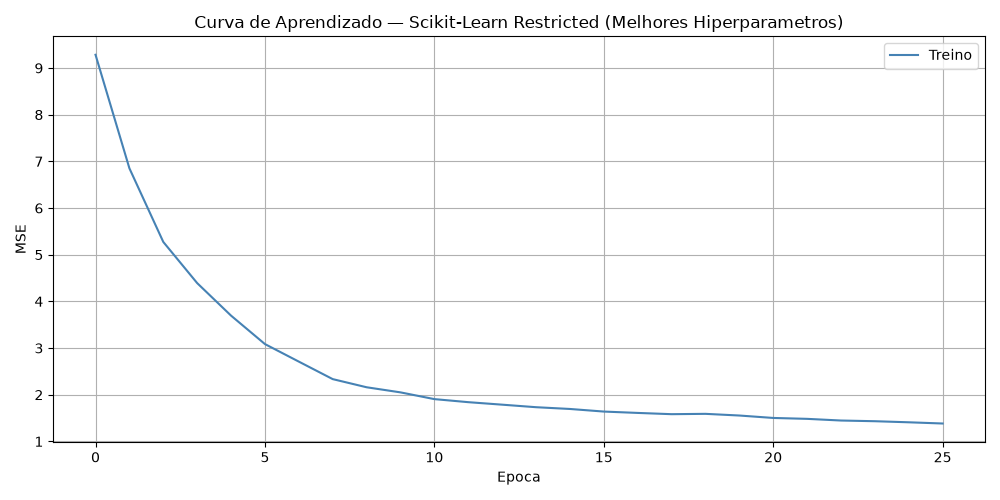 Curva de Aprendizado — Scikit-Learn Restricted (Melhores Hiperparametros)
Treino
9
8
7
6
5
4
3
2
1
MSE
0 5 10 15 20 25
Epoca